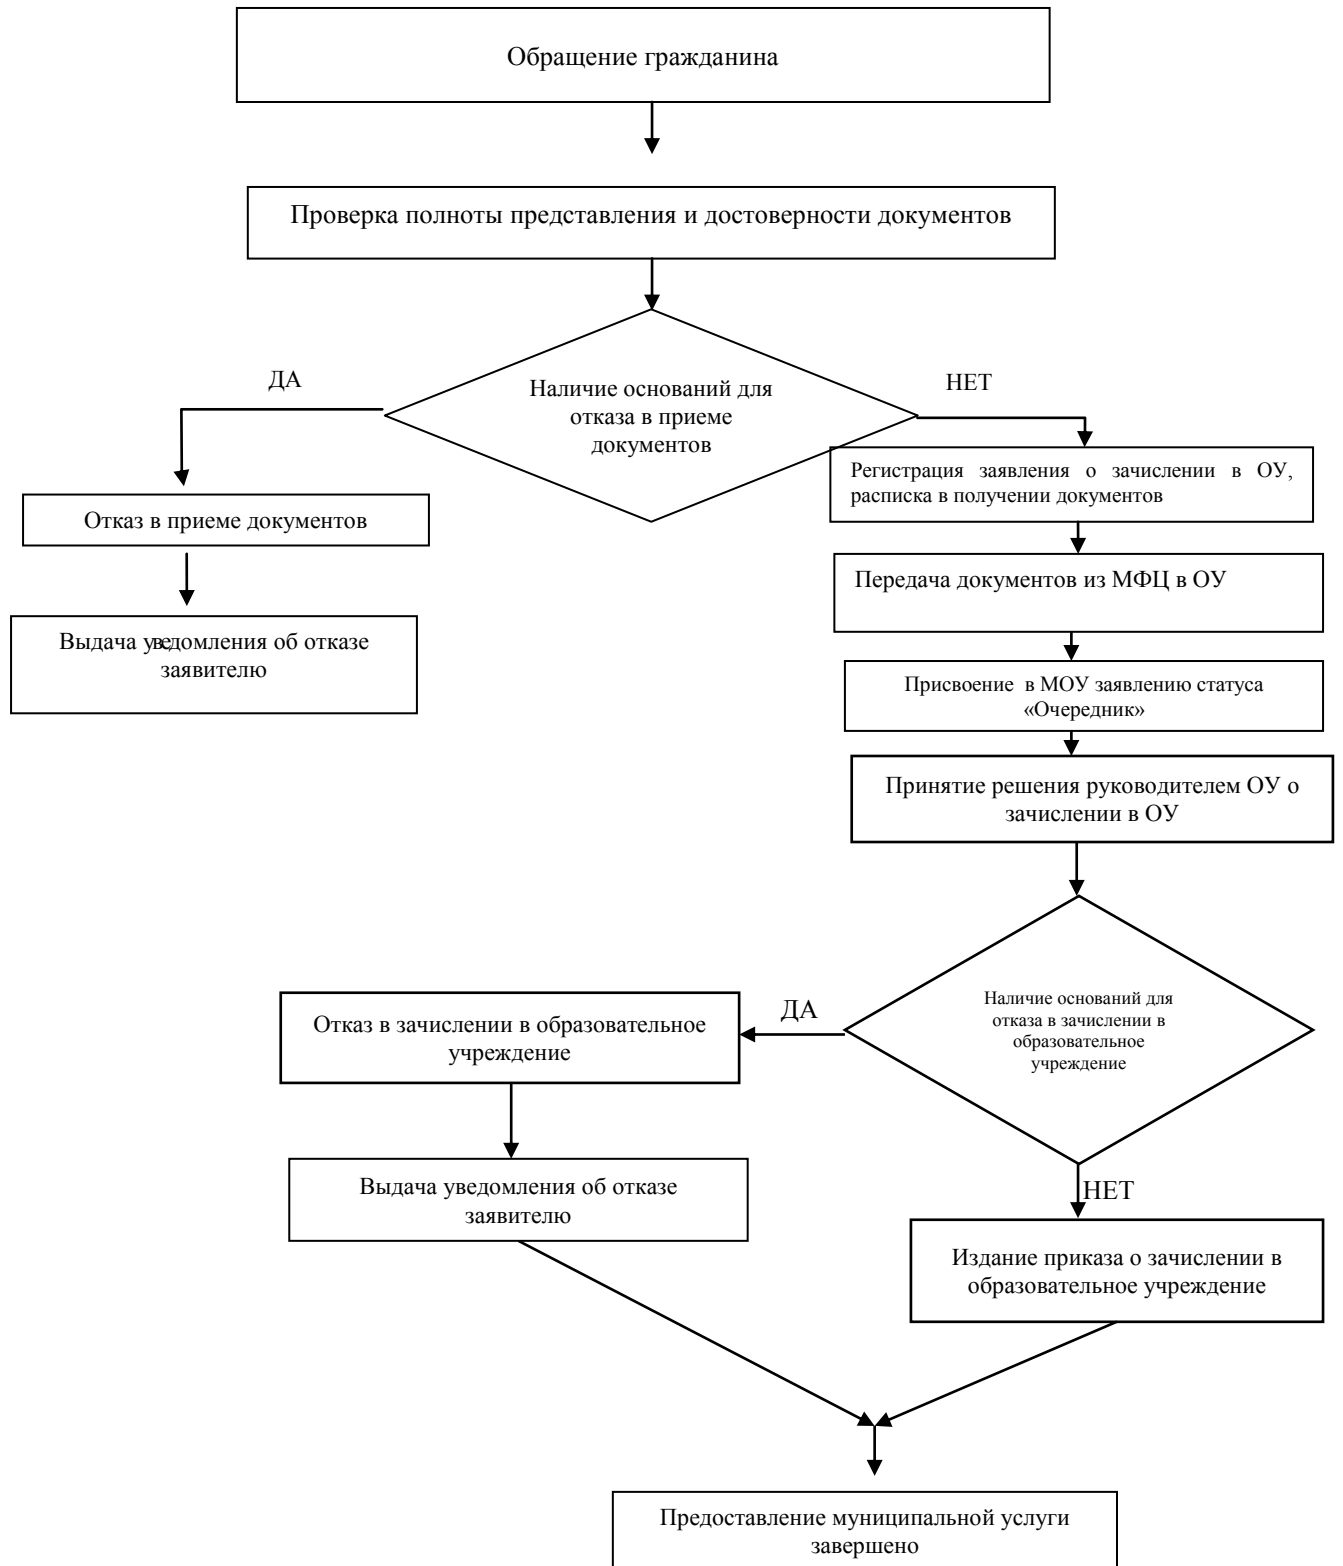 Обращение гражданина
Проверка полноты представления и достоверности документов
ДА
Наличие оснований для
отказа в приеме
документов
НЕТ
Отказ в приеме документов
Выдача уведомления об отказе
заявителю
Регистрация заявления о зачислении в ОУ,
расписка в получении документов
Передача документов из МФЦ в ОУ
Присвоение в МОУ заявлению статуса
«Очередник»
Принятие решения руководителем ОУ о
зачислении в ОУ
Наличие оснований для
отказа в зачислении в
образовательное
учреждение
ДА
Отказ в зачислении в образовательное
учреждение
Выдача уведомления об отказе
заявителю
НЕТ
Издание приказа о зачислении в
образовательное учреждение
Предоставление муниципальной услуги
завершено